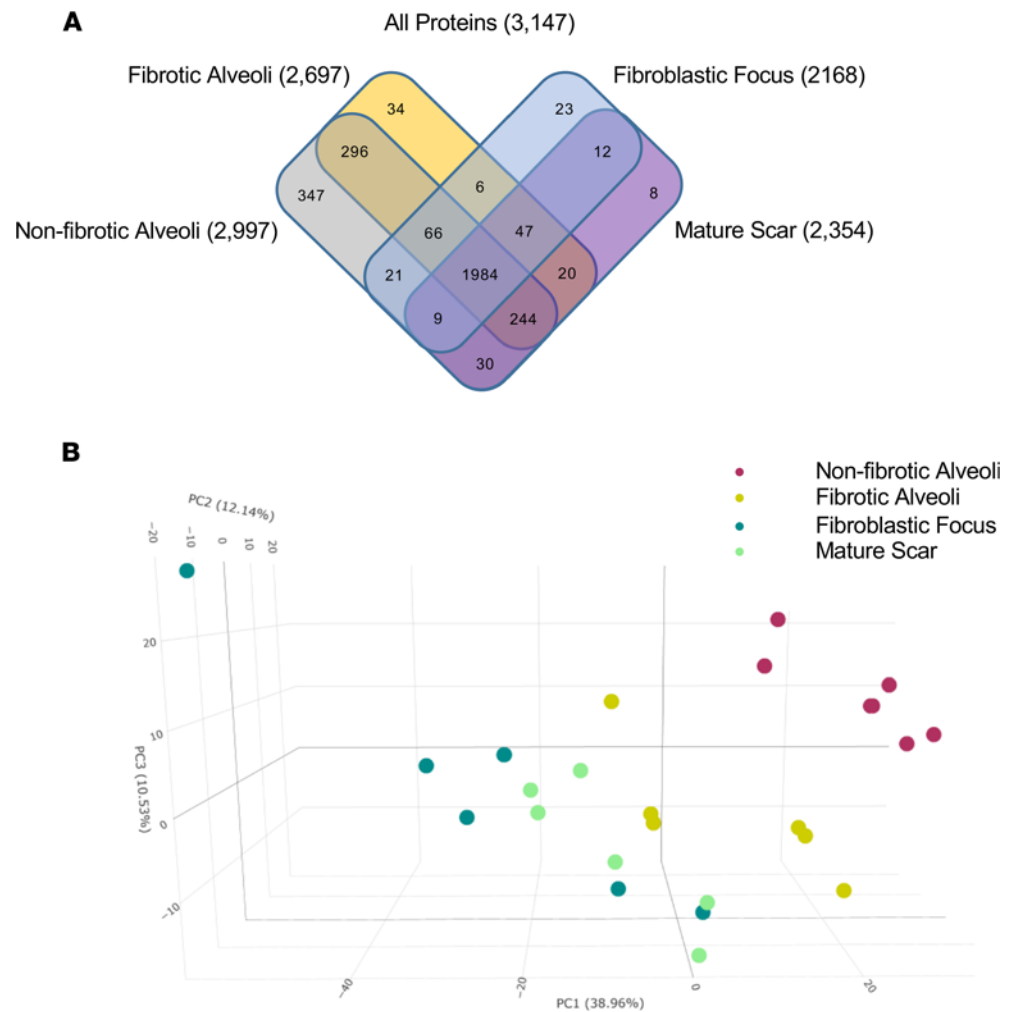 A
All Proteins (3,147)
Fibrotic Alveoli (2,697)
Fibroblastic Focus (2168)
34
23
296
12
347
6
8
Non-fibrotic Alveoli (2,997)
66
47
Mature Scar (2,354)
21
1984
20
9
244
30
B
Non-fibrotic Alveoli
Fibrotic Alveoli
Fibroblastic Focus
Mature Scar
PC2 (12.14%)
−20
−10
0
10
20
20
10
0
−10
PC3 (10.53%)
−40
−20
0
20
PC1 (38.96%)